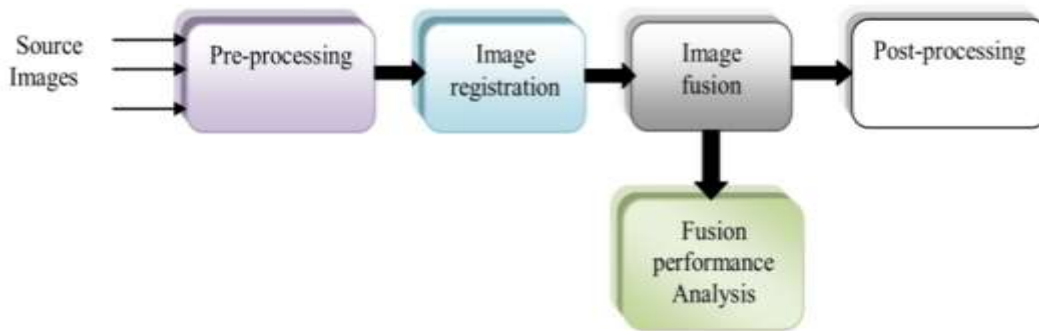 Source
Images
Pre-processing
Image
registration
Image
fusion
Post-processing
Fusion
performance
Analysis